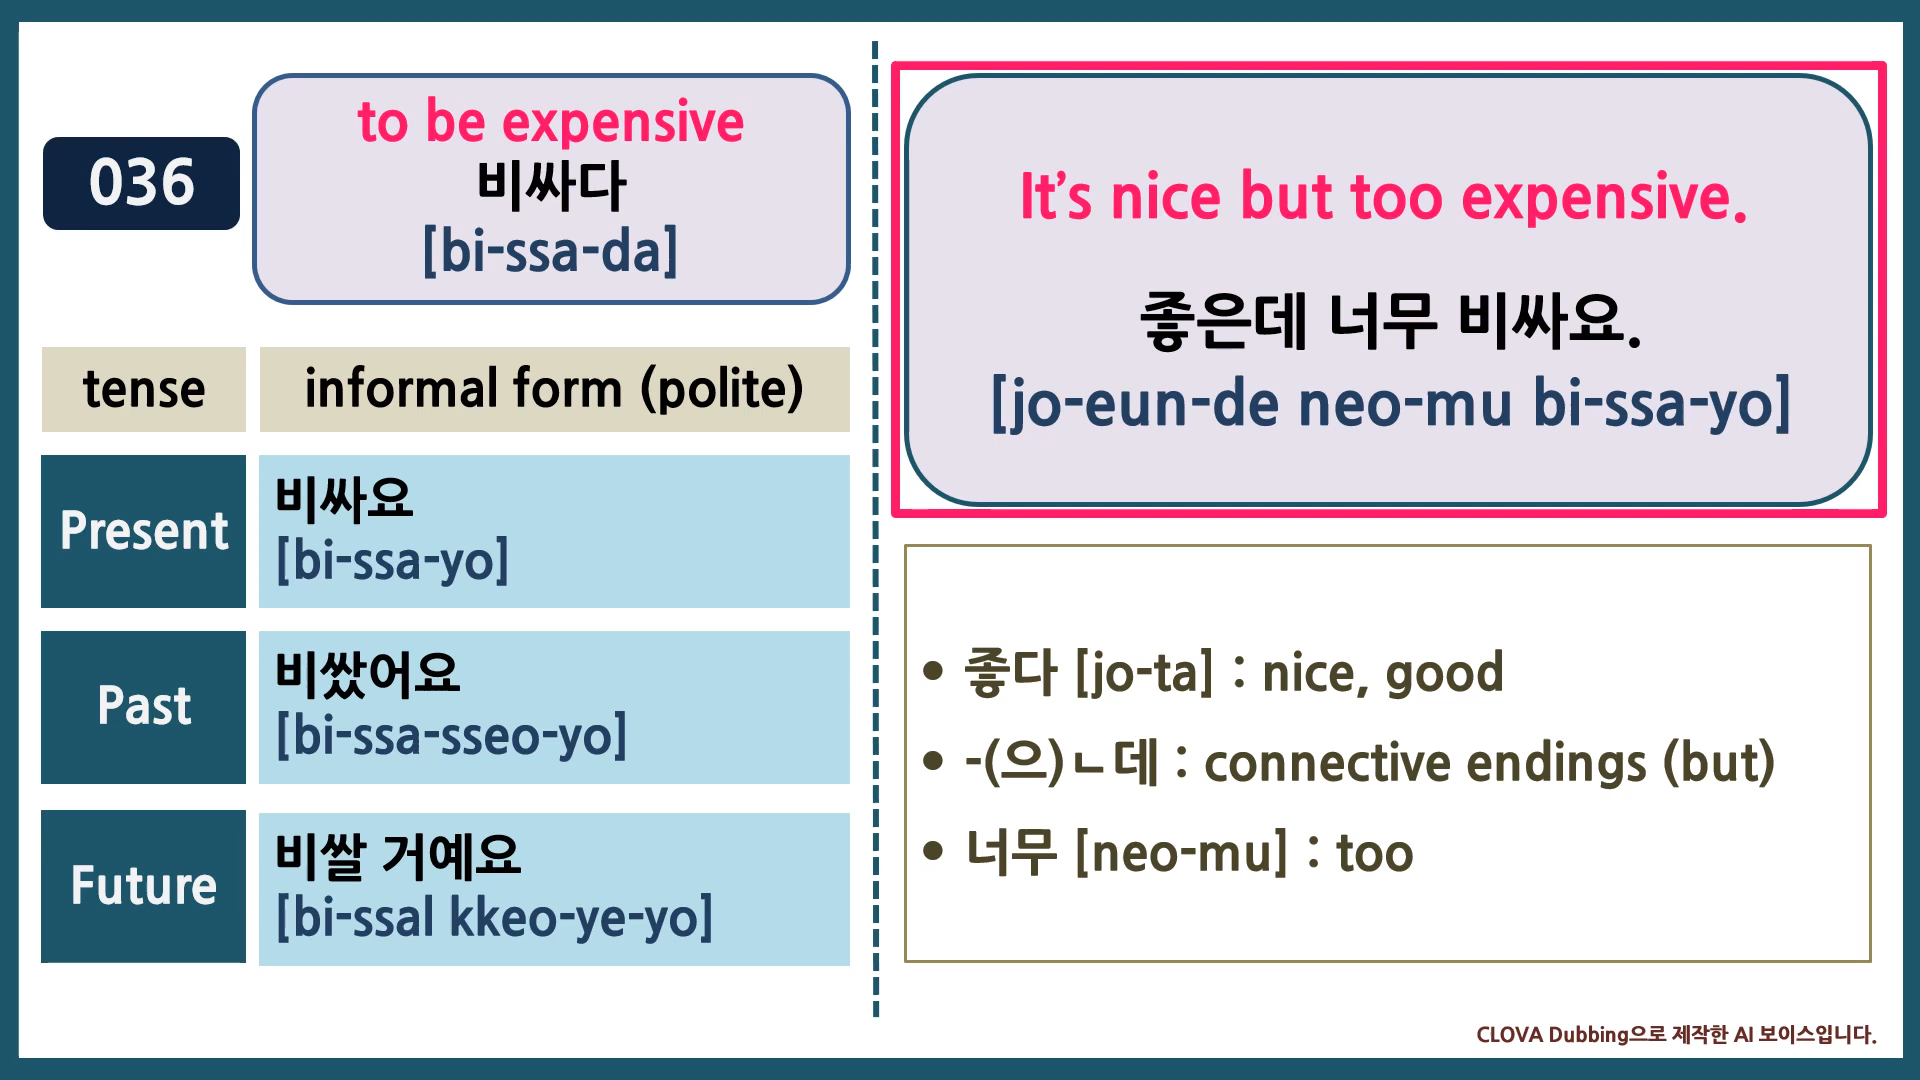 036
to be expensive
비싸다
[bi-ssa-da]
tense
informal form (polite)
Present
비싸요
[bi-ssa-yo]
Past
비쌌어요
[bi-ssa-sseo-yo]
Future
비쌀 거예요
[bi-ssal kkeo-ye-yo]
It’s nice but too expensive.
좋은데 너무 비싸요.
[jo-eun-de neo-mu bi-ssa-yo]
• 좋다 [jo-ta] : nice, good
• -(으)ㄴ데 : connective endings (but)
• 너무 [neo-mu] : too
CLOVA Dubbing으로 제작한 AI 보이스입니다.